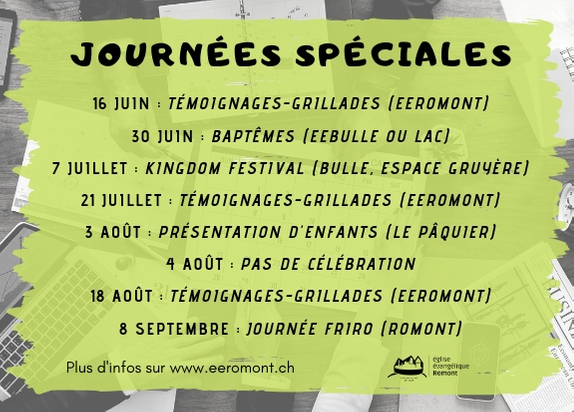 JOURNÉES SPÉCIALES
16 JUIN : TÉMOIGNAGES-GRILLADES (EEROMONT)
30 JUIN : BAPTÊMES (EEBULLE OU LAC)
7 JUILLET : KINGDOM FESTIVAL (BULLE, ESPACE GRUYÈRE)
21 JUILLET : TÉMOIGNAGES-GRILLADES (EEROMONT)
3 AOÛT : PRÉSENTATION D'ENFANTS (LE PÂQUIER)
4 AOÛT : PAS DE CÉLÉBRATION
18 AOÛT : TÉMOIGNAGES-GRILLADES (EEROMONT)
8 SEPTEMBRE : JOURNÉE FRIRO (ROMONT)
Plus d'infos sur www.eeromont.ch
église
évangélique
Romont